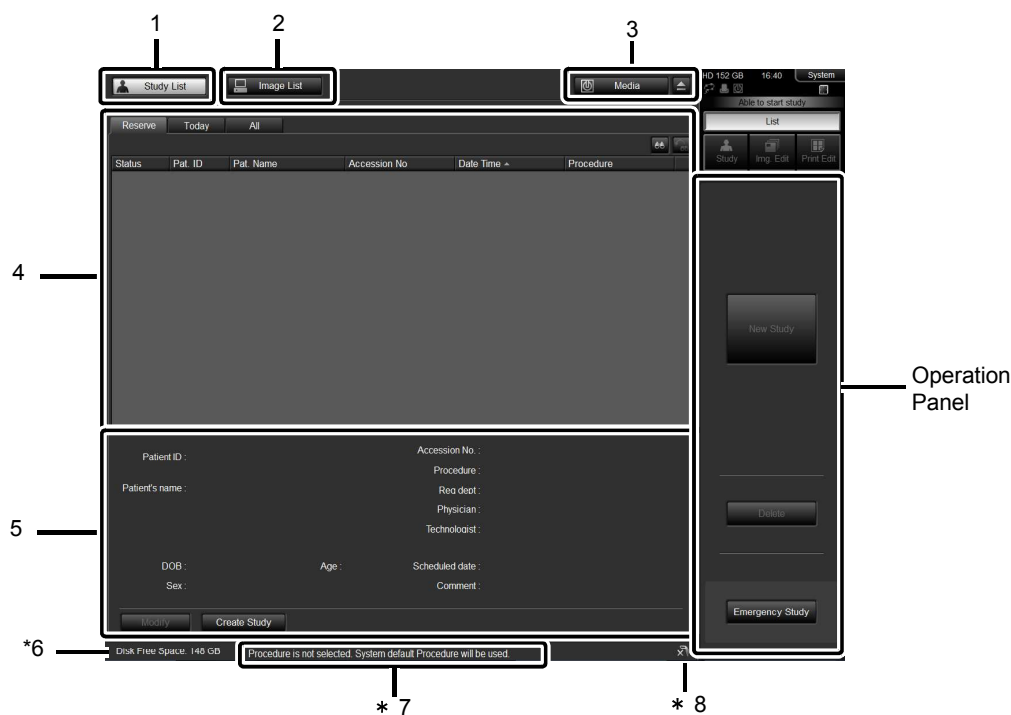 1
2
3
Study List
Image List
Media
HD 152 GB 16:40 System
Able to start study
List
Study Img. Edit Print Edit
Reserve Today All
Status Pat. ID Pat. Name Accession No Date Time Procedure
4
New Study
Operation
Panel
Patient ID :
Accession No. :
Procedure :
Patient's name :
Req dept :
Physician :
5
Technologist :
DOB :
Age :
Scheduled date :
Sex :
Comment :
Delete
Modify
Create Study
Emergency Study
*6
Disk Free Space. 148 GB
Procedure is not selected. System default Procedure will be used.
* 7
* 8